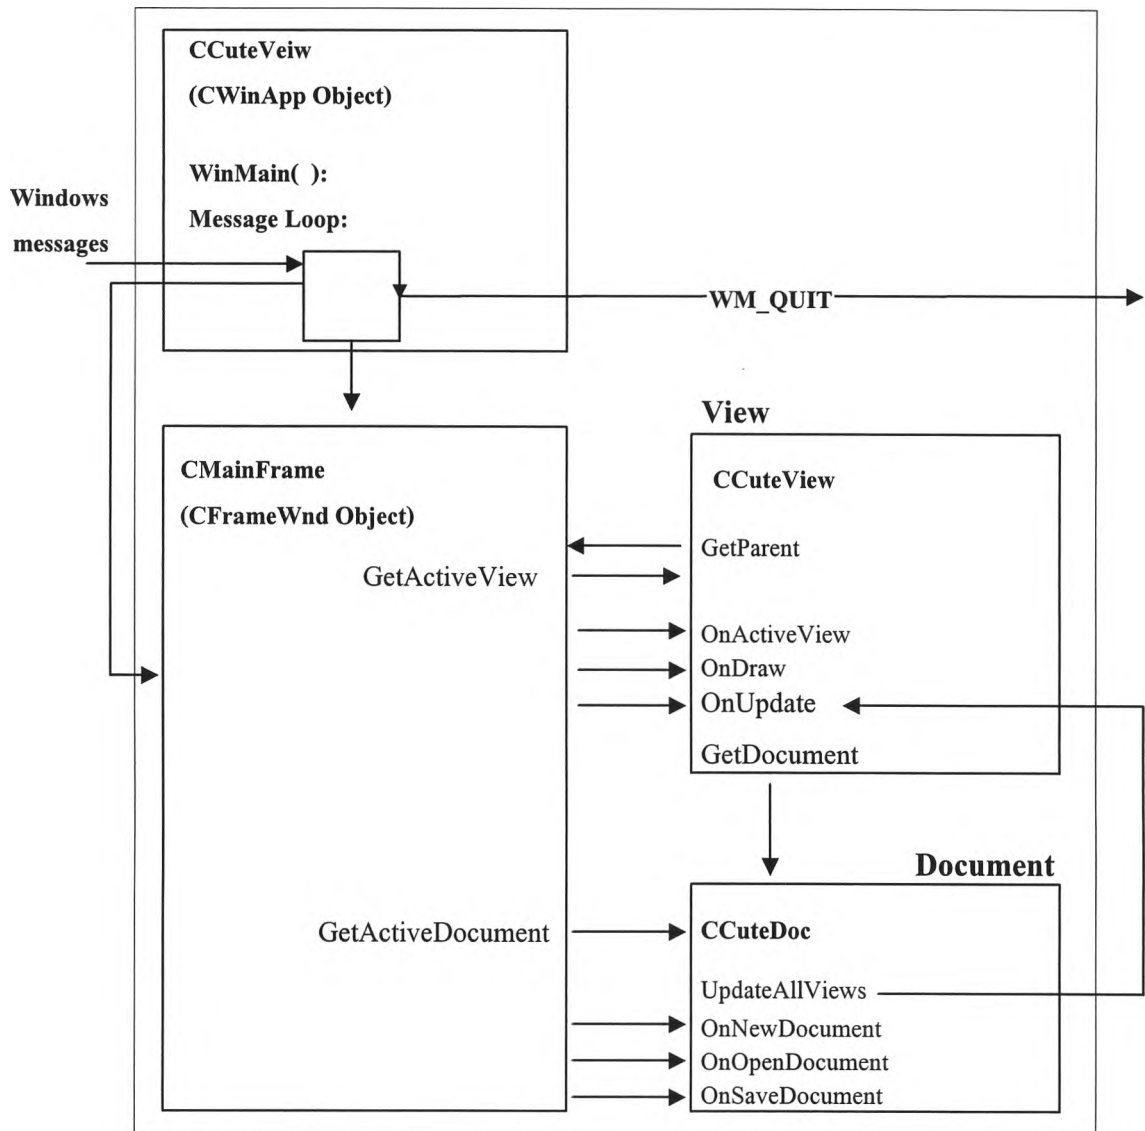 CCuteVeiw
(CWinApp Object)
WinMain( ):
Message Loop:
Windows
messages
WM_QUIT
View
CMainFrame
(CFrameWnd Object)
GetActiveView
CCuteView
GetParent
OnActiveView
OnDraw
OnUpdate
GetDocument
Document
GetActiveDocument
CCuteDoc
UpdateAllViews
OnNewDocument
OnOpenDocument
OnSaveDocument